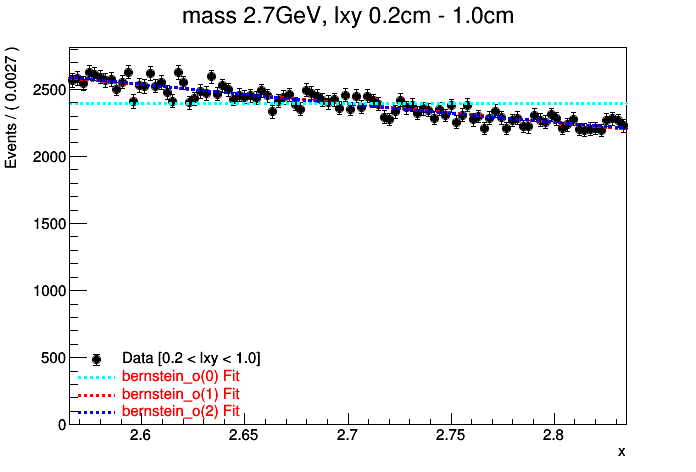 mass 2.7GeV, lxy 0.2cm - 1.0cm
Events / ( 0.0027 )
2500
2000
1500
1000
500
0
Data [0.2 < lxy < 1.0]
bernstein_o(0) Fit
bernstein_o(1) Fit
bernstein_o(2) Fit
2.6 2.65 2.7 2.75 2.8
x